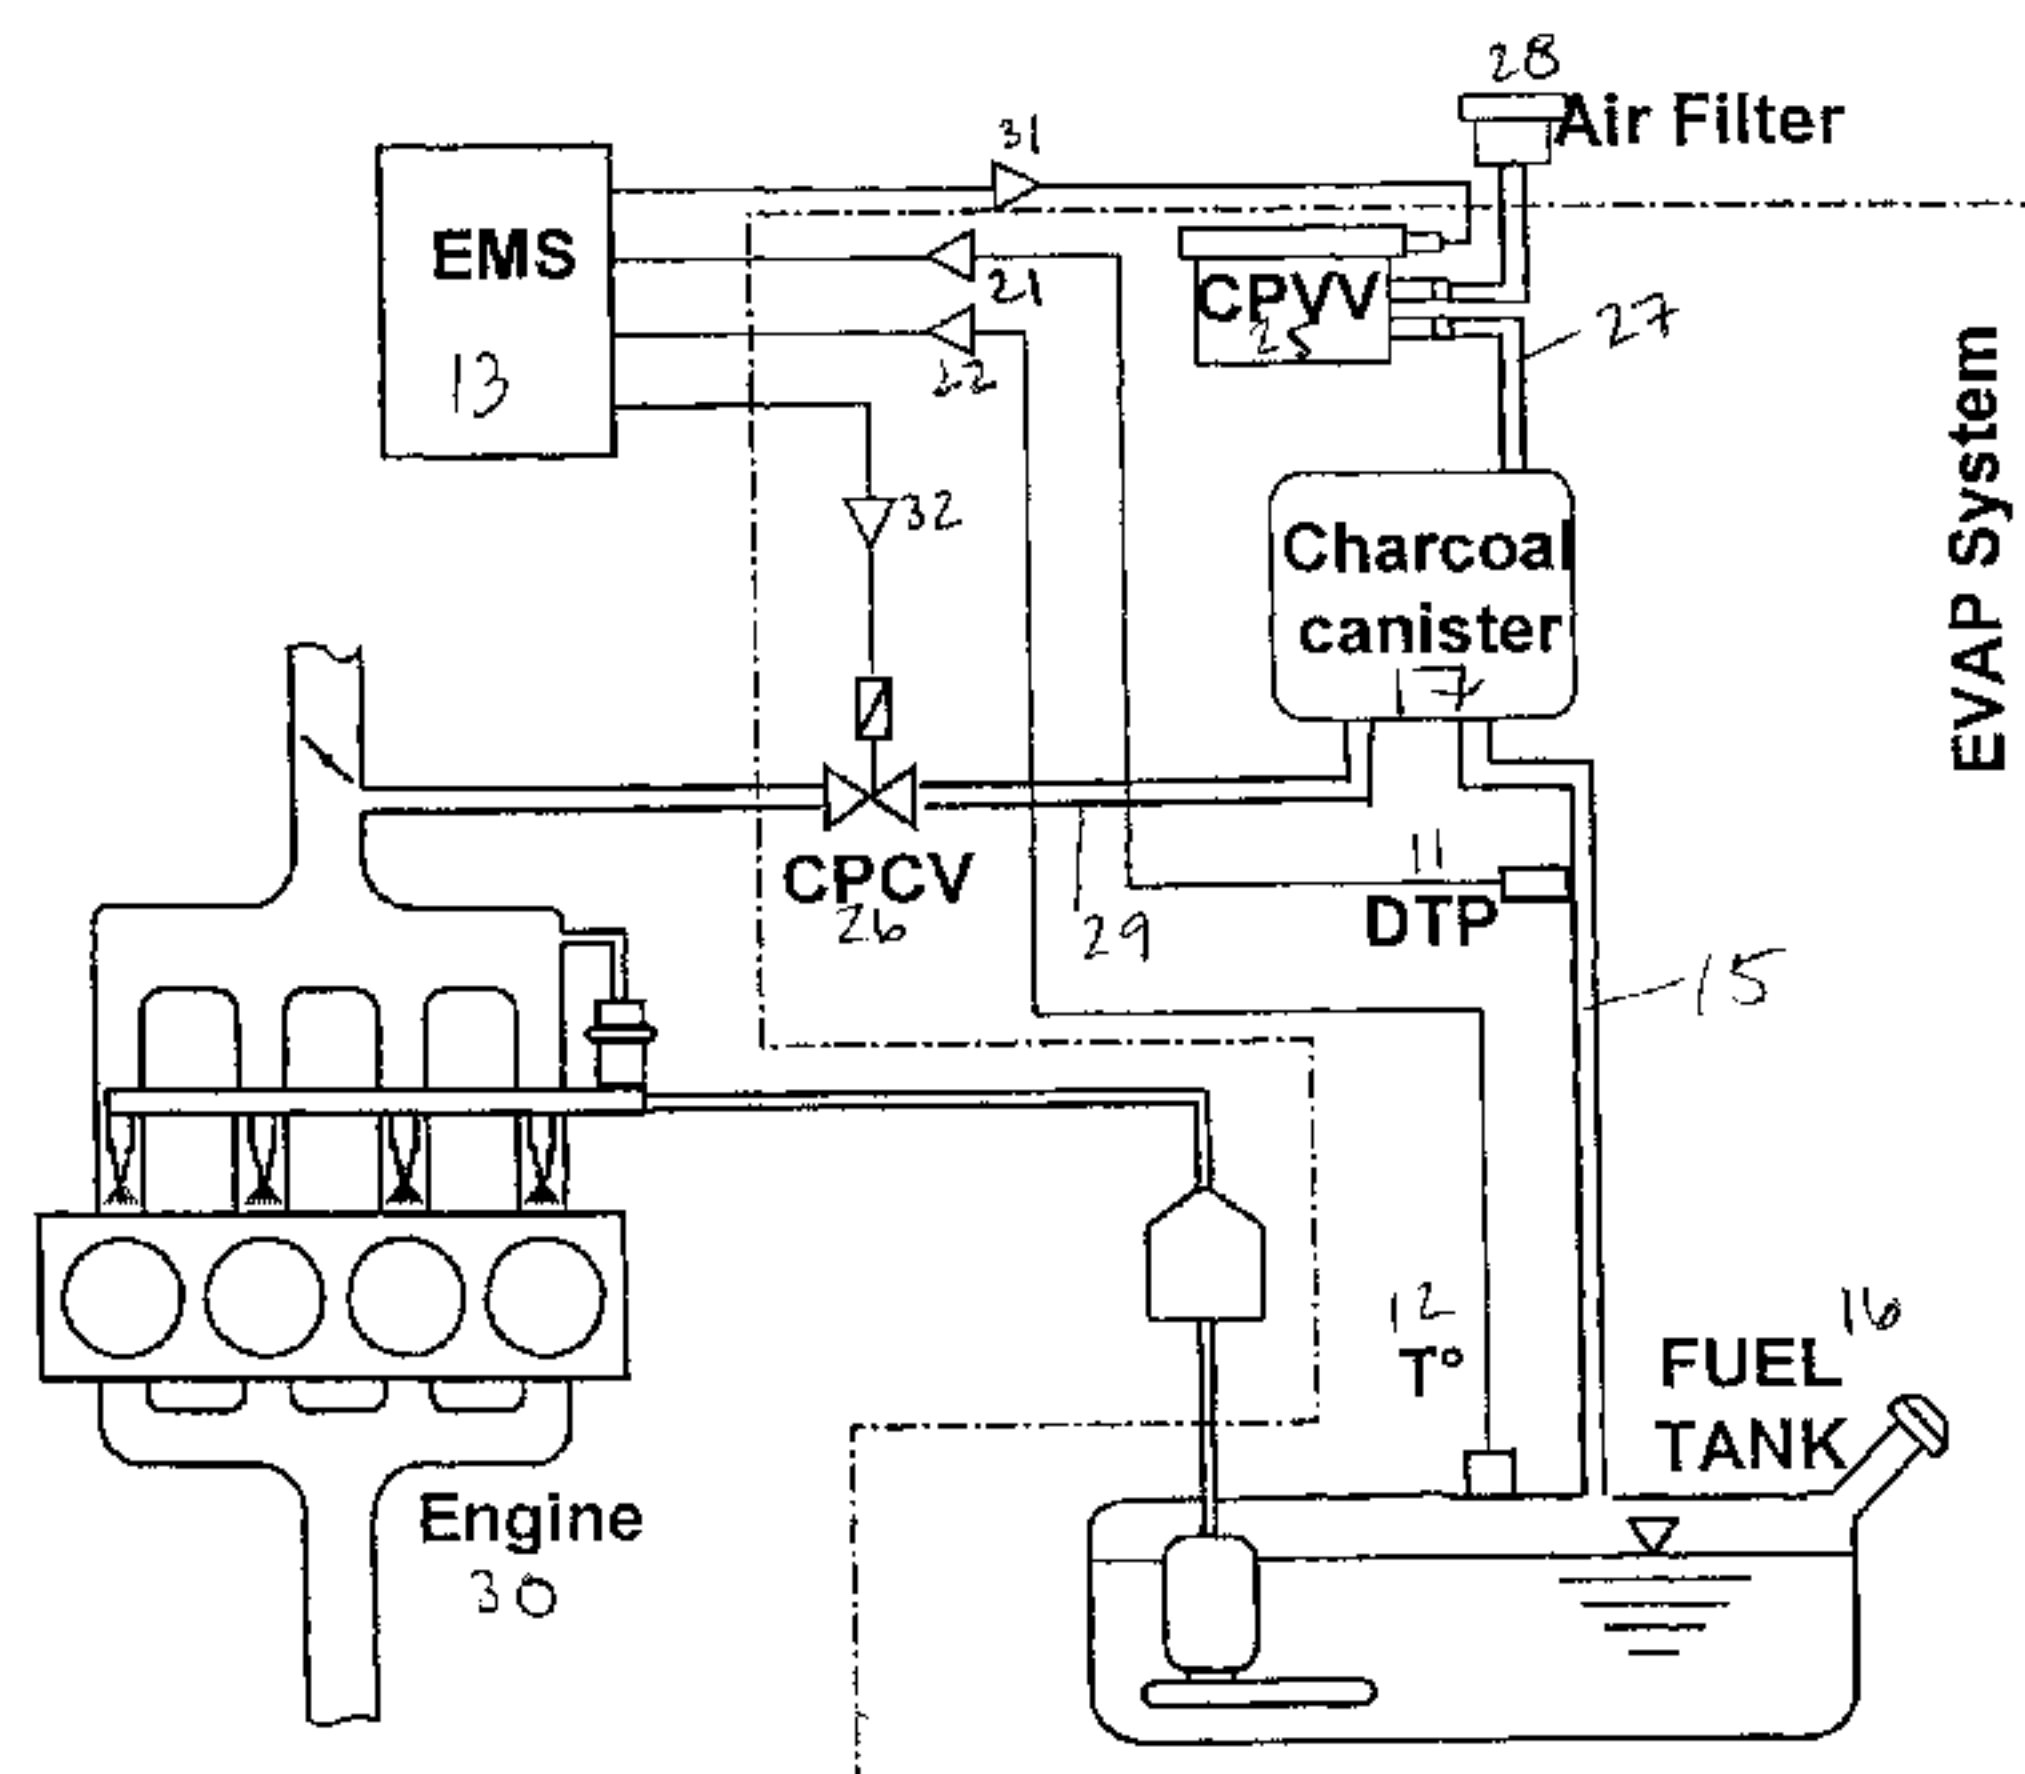 28
Air Filter
31
EMS
13
21
CPVV
27
22
32
EVAP System
Charcoal
canister
17
CPCV
26
29
11
DTP
15
12
T°
16
FUEL
TANK
Engine
30